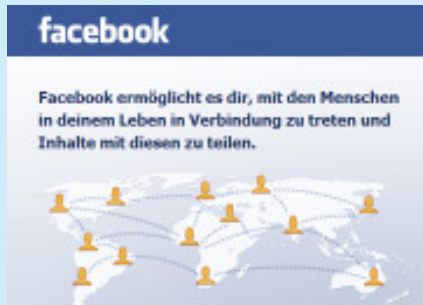 facebook
Facebook ermöglicht es dir, mit den Menschen
in deinem Leben in Verbindung zu treten und
Inhalte mit diesen zu teilen.